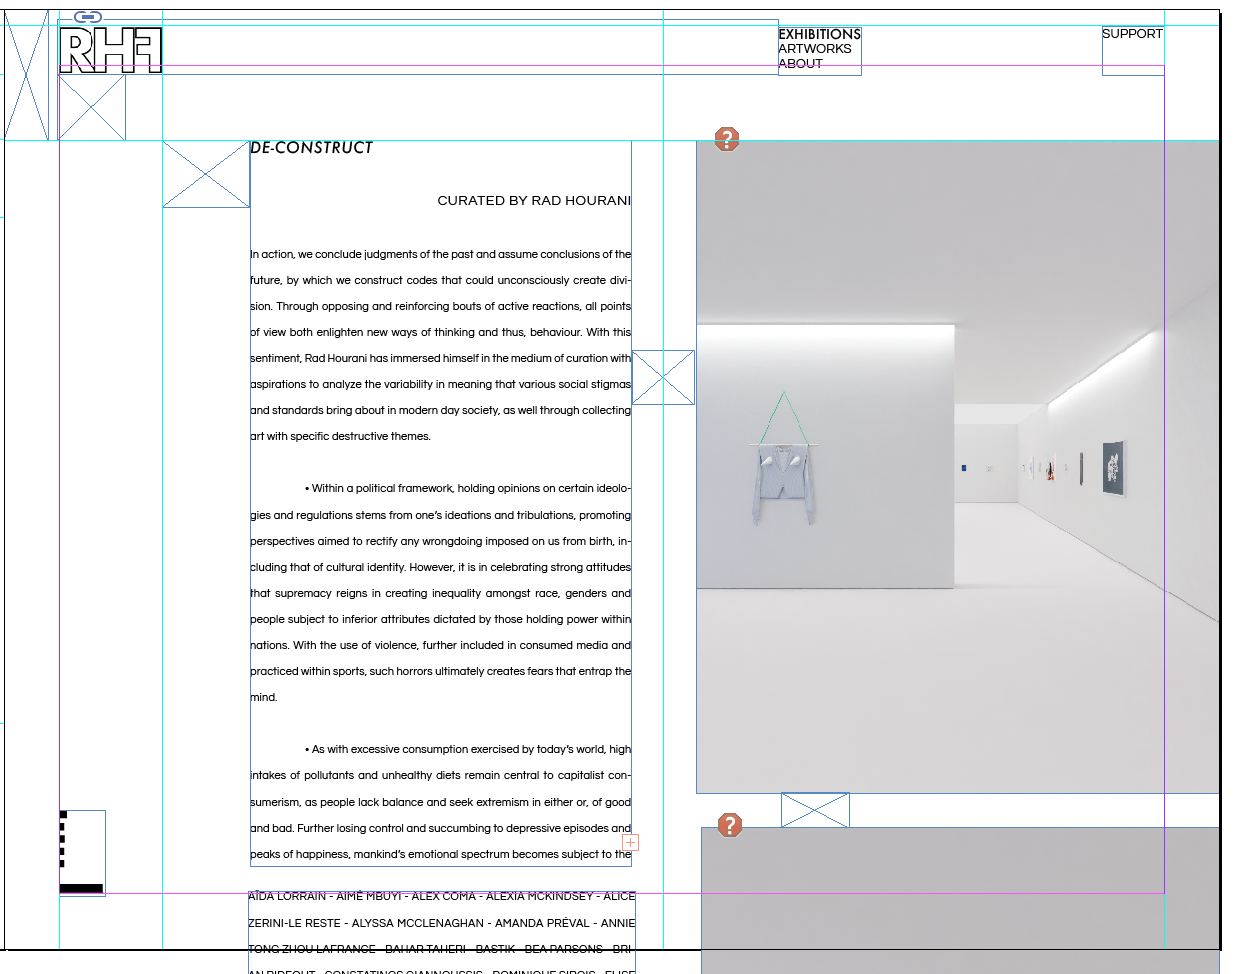 RHF
EXHIBITIONS
ARTWORKS
ABOUT
SUPPORT
DE-CONSTRUCT
CURATED BY RAD HOURANI
In action, we conclude judgments of the past and assume conclusions of the
future, by which we construct codes that could unconsciously create divi-
sion. Through opposing and reinforcing bouts of active reactions, all points
of view both enlighten new ways of thinking and thus, behaviour. With this
sentiment, Rad Hourani has immersed himself in the medium of curation with
aspirations to analyze the variability in meaning that various social stigmas
and standards bring about in modern day society, as well through collecting
art with specific destructive themes.
• Within a political framework, holding opinions on certain ideolo-
gies and regulations stems from one's ideations and tribulations, promoting
perspectives aimed to rectify any wrongdoing imposed on us from birth, in-
cluding that of cultural identity. However, it is in celebrating strong attitudes
that supremacy reigns in creating inequality amongst race, genders and
people subject to inferior attributes dictated by those holding power within
nations. With the use of violence, further included in consumed media and
practiced within sports, such horrors ultimately creates fears that entrap the
mind.
• As with excessive consumption exercised by today's world, high
intakes of pollutants and unhealthy diets remain central to capitalist con-
sumerism, as people lack balance and seek extremism in either or, of good
and bad. Further losing control and succumbing to depressive episodes and
peaks of happiness, mankind's emotional spectrum becomes subject to the
AÏDA LORRAIN - AIMÉ MBUYI - ALEX COMA - ALEXIA MCKINDSEY - ALICE
ZERINI-LE RESTE - ALYSSA MCCLENAGHAN - AMANDA PRÉVAL - ANNIE
TONG ZHOU LAFRANCE - BAHAR TAHERI - BASTIK - BEA PARSONS - BRI-
AN RIDEOUT - CONSTATINOS GIANNOUSSIS - DOMINIQUE SIROIS - ELISE